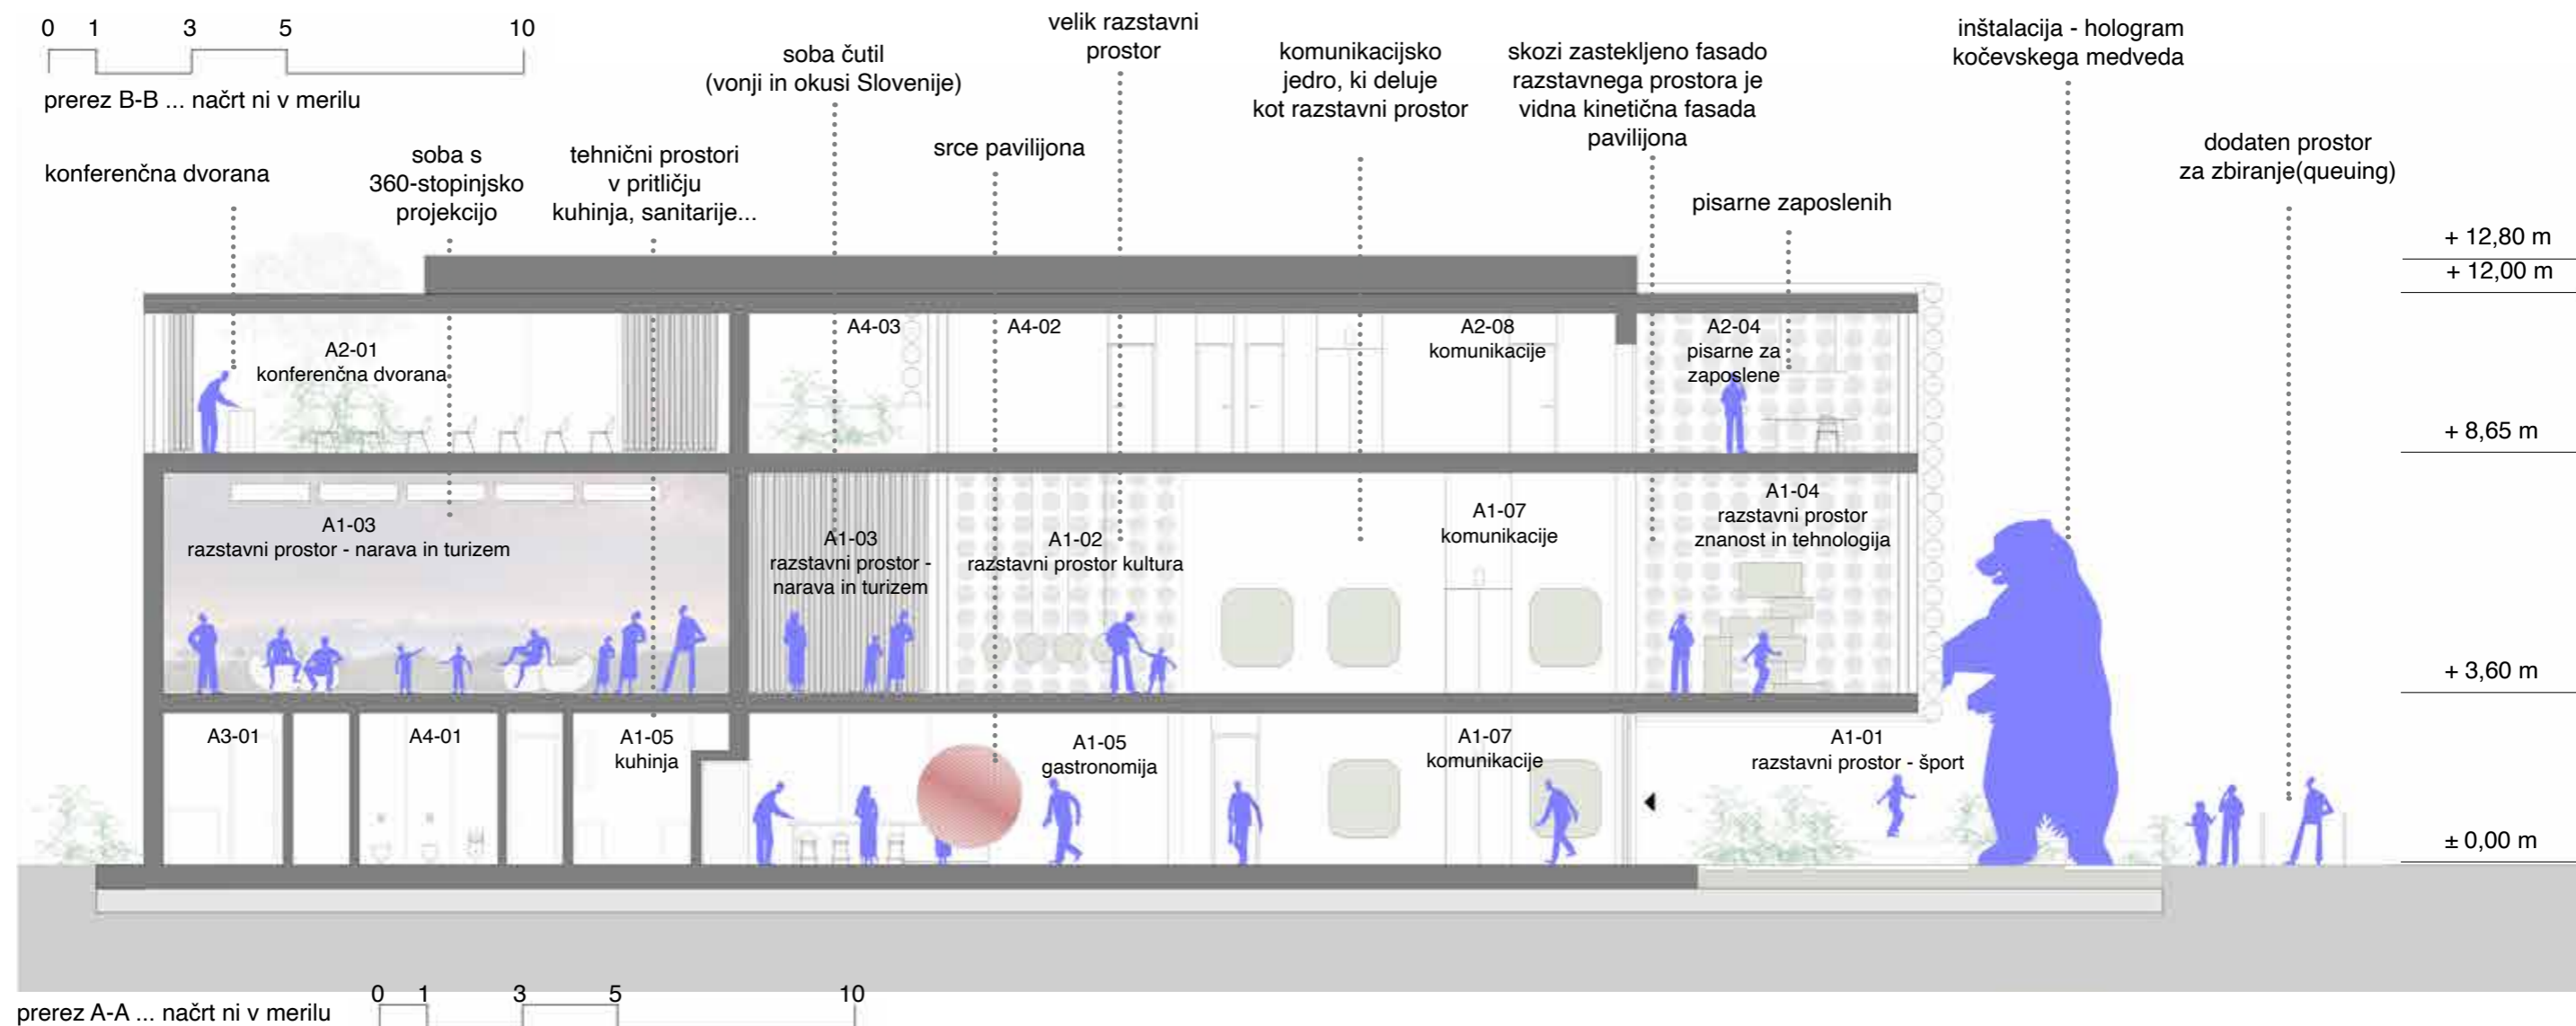 0 1 3 5 10
prerez B-B ... načrt ni v merilu
konferenčna dvorana
soba s
360-stopinjsko
projekcijo
tehnični prostori
v pritličju
kuhinja, sanitarije...
soba čutil
(vonji in okusi Slovenije)
srce pavilijona
velik razstavni
prostor
komunikacijsko
jedro, ki deluje
kot razstavni prostor
skozi zastekljeno fasado
razstavnega prostora je
vidna kinetična fasada
pavilijona
pisarne zaposlenih
inštalacija - hologram
kočevskega medveda
dodaten prostor
za zbiranje(queuing)
+ 12,80 m
+ 12,00 m
+ 8,65 m
+ 3,60 m
± 0,00 m
A2-01
konferenčna dvorana
A4-03
A4-02
A2-08
komunikacije
A2-04
pisarne za
zaposlene
A1-03
razstavni prostor - narava in turizem
A1-03
razstavni prostor -
narava in turizem
A1-02
razstavni prostor kultura
A1-07
komunikacije
A1-04
razstavni prostor
znanost in tehnologija
A3-01
A4-01
A1-05
kuhinja
A1-05
gastronomija
A1-07
komunikacije
A1-01
razstavni prostor - šport
prerez A-A ... načrt ni v merilu
0 1 3 5 10